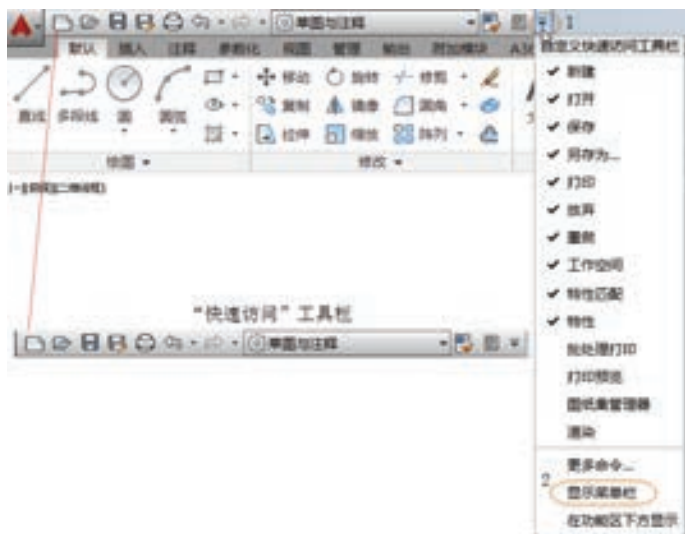 草图与注释
1
默认 插入 注释 参数化 视图 管理 输出 附加模块 A360
直线 多段线 圆 圆弧
移动 旋转 修剪
复制 镜像 圆角
拉伸 缩放 阵列
绘图 修改
[-][俯视][二维线框]
“快速访问”工具栏
草图与注释
自定义快速访问工具栏
新建
打开
保存
另存为...
打印
放弃
重做
工作空间
特性匹配
特性
批处理打印
打印预览
图纸集管理器
渲染
更多命令...
2
显示菜单栏
在功能区下方显示